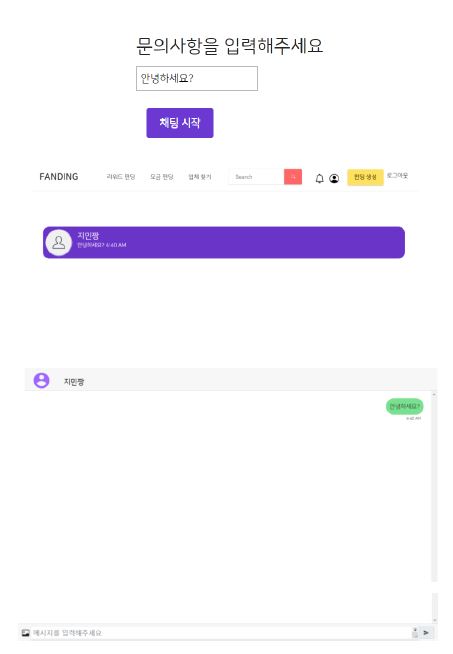 문의사항을 입력해주세요
안녕하세요?
채팅 시작
FANDING 리워드 펀딩 모금 펀딩 업체 찾기 Search 펀딩 생성 로그아웃
지민짱
안녕하세요? 4:40 AM
지민짱
안녕하세요?
4:40 AM
메시지를 입력해주세요